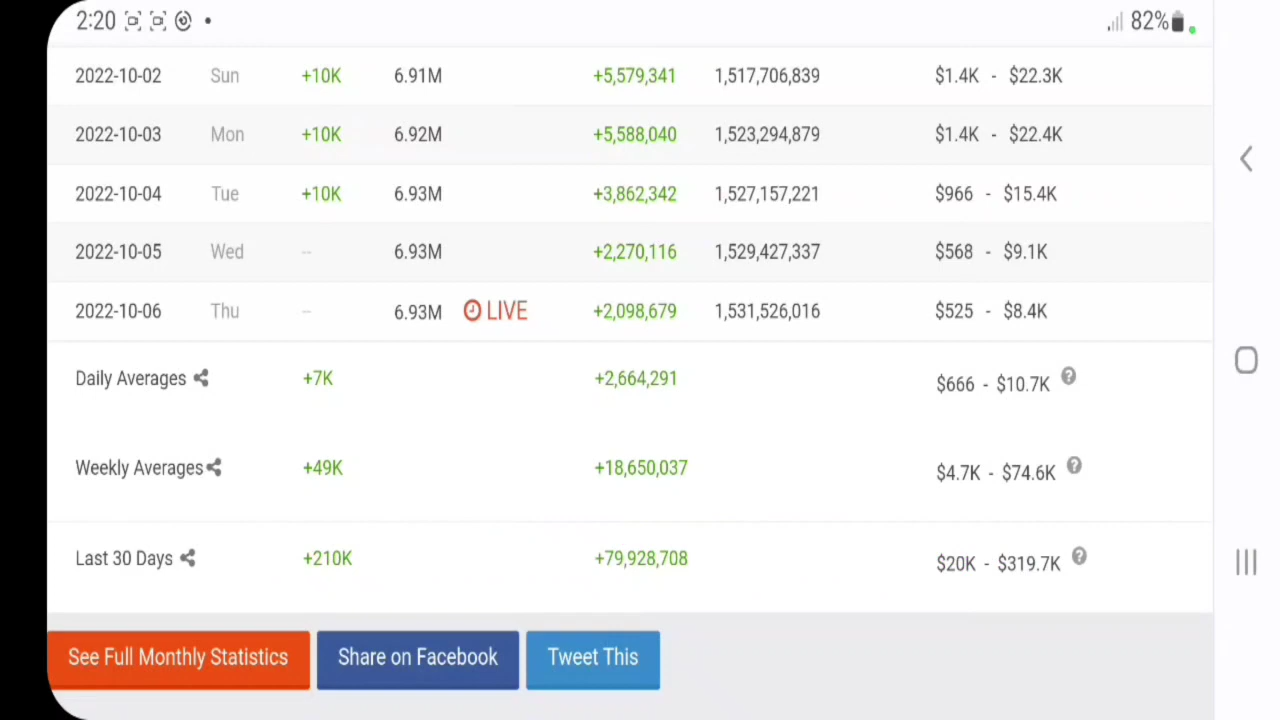 2:20 82%
2022-10-02 Sun +10K 6.91M +5,579,341 1,517,706,839 $1.4K - $22.3K
2022-10-03 Mon +10K 6.92M +5,588,040 1,523,294,879 $1.4K - $22.4K
2022-10-04 Tue +10K 6.93M +3,862,342 1,527,157,221 $966 - $15.4K
2022-10-05 Wed -- 6.93M +2,270,116 1,529,427,337 $568 - $9.1K
2022-10-06 Thu -- 6.93M LIVE +2,098,679 1,531,526,016 $525 - $8.4K
Daily Averages +7K +2,664,291 $666 - $10.7K ?
Weekly Averages +49K +18,650,037 $4.7K - $74.6K ?
Last 30 Days +210K +79,928,708 $20K - $319.7K ?
See Full Monthly Statistics Share on Facebook Tweet This